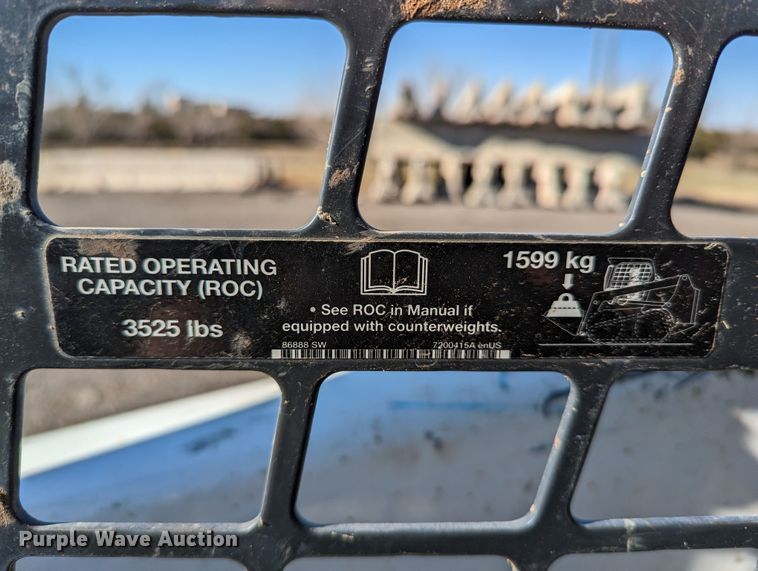 RATED OPERATING
CAPACITY (ROC)
3525 lbs
• See ROC in Manual if
equipped with counterweights.
86888 SW
7200415A enUS
1599 kg
Purple Wave Auction